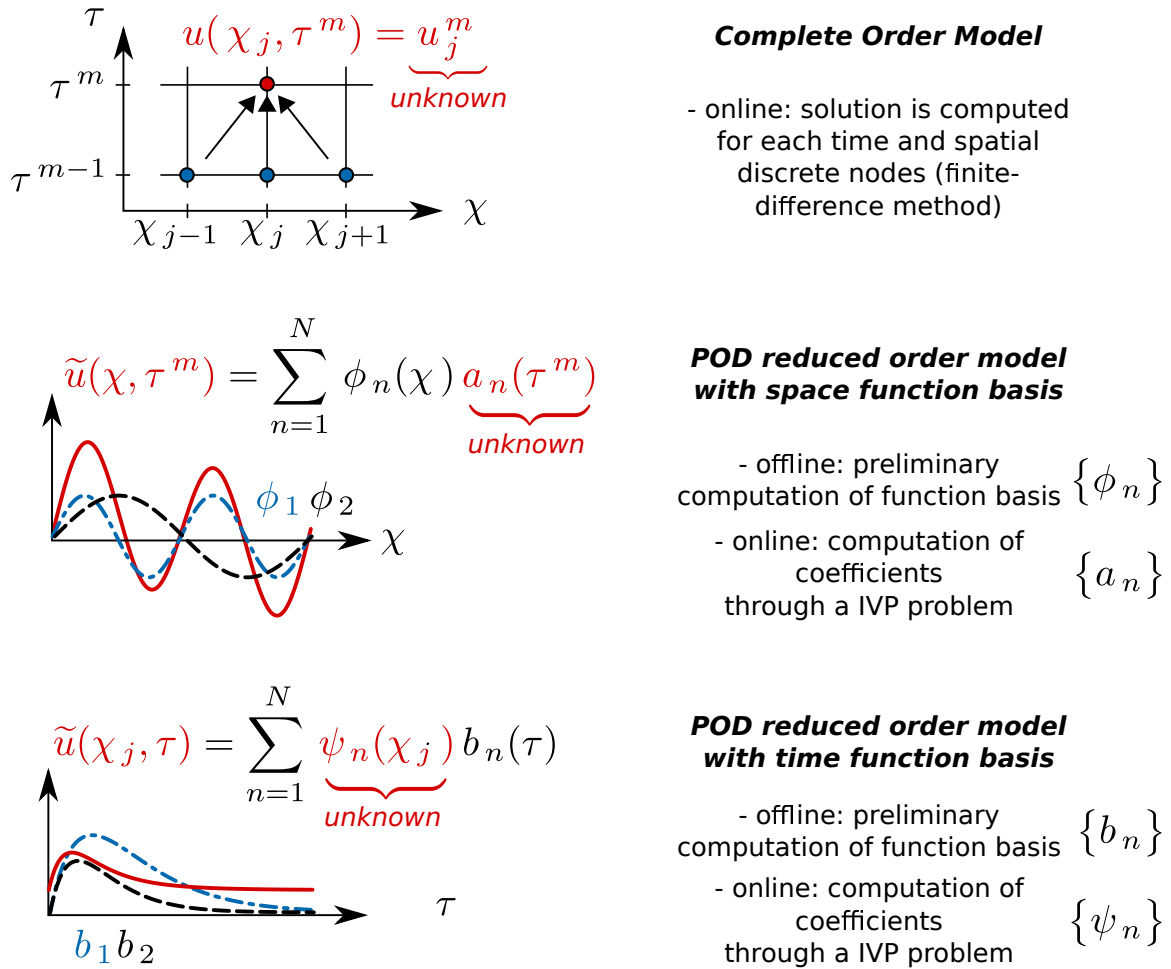 τ
u(χ_j, τ^m) = u_j^m
unknown
τ^m
τ^{m−1}
χ
χ_{j−1} χ_j χ_{j+1}
Complete Order Model
- online: solution is computed
for each time and spatial
discrete nodes (finite-
difference method)
ũ(χ, τ^m) = ∑_{n=1}^{N} ϕ_n(χ) a_n(τ^m)
unknown
ϕ_1 ϕ_2
χ
POD reduced order model
with space function basis
- offline: preliminary
computation of function basis {ϕ_n}
- online: computation of
coefficients {a_n}
through a IVP problem
ũ(χ_j, τ) = ∑_{n=1}^{N} ψ_n(χ_j) b_n(τ)
unknown
τ
b_1 b_2
POD reduced order model
with time function basis
- offline: preliminary
computation of function basis {b_n}
- online: computation of
coefficients {ψ_n}
through a IVP problem